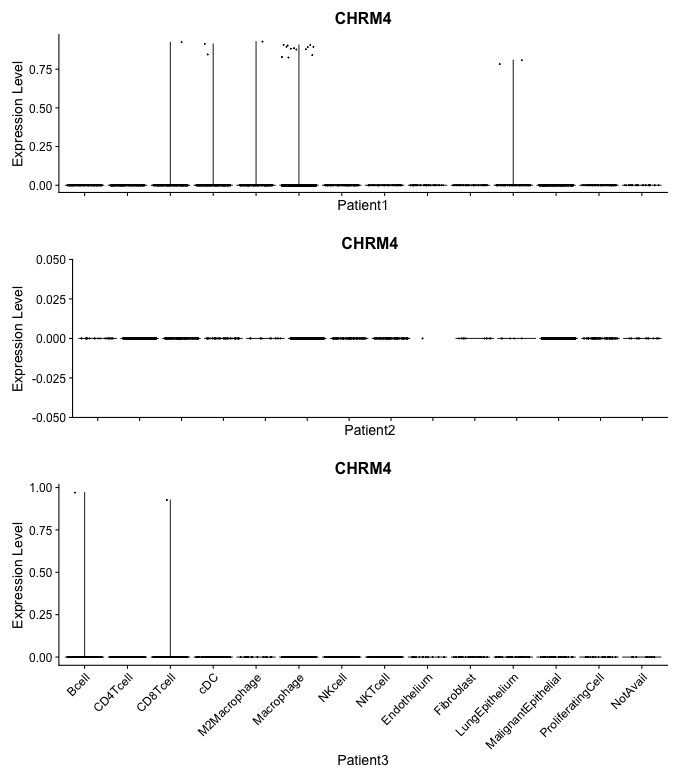 CHRM4
Expression Level
0.75
0.50
0.25
0.00
Patient1
CHRM4
Expression Level
0.050
0.025
0.000
-0.025
-0.050
Patient2
CHRM4
Expression Level
1.00
0.75
0.50
0.25
0.00
Bcell
CD4Tcell
CD8Tcell
cDC
M2Macrophage
Macrophage
NKcell
NKTcell
Endothelium
Fibroblast
LungEpithelium
MalignantEpithelial
ProliferatingCell
NotAvail
Patient3